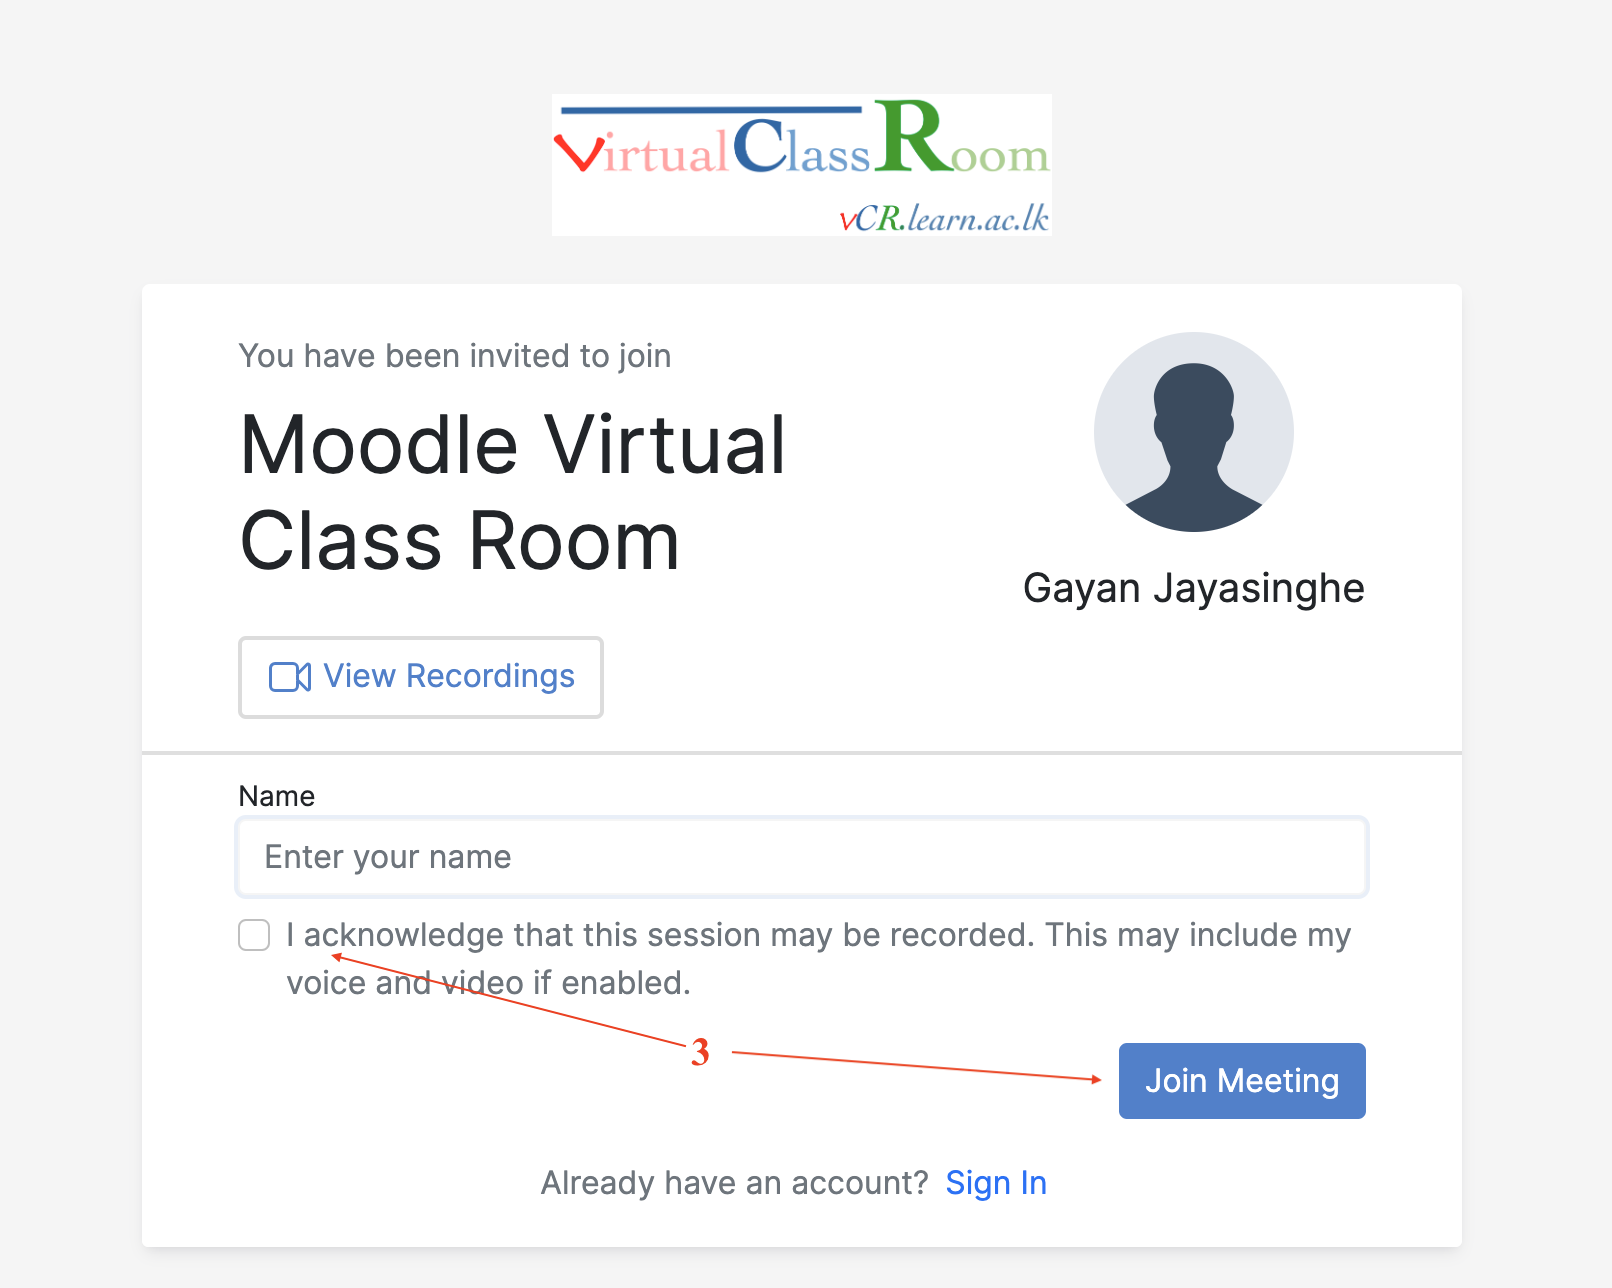 VirtualClassRoom
vCR.learn.ac.lk
You have been invited to join
Moodle Virtual
Class Room
Gayan Jayasinghe
View Recordings
Name
Enter your name
I acknowledge that this session may be recorded. This may include my
voice and video if enabled.
3
Join Meeting
Already have an account? Sign In